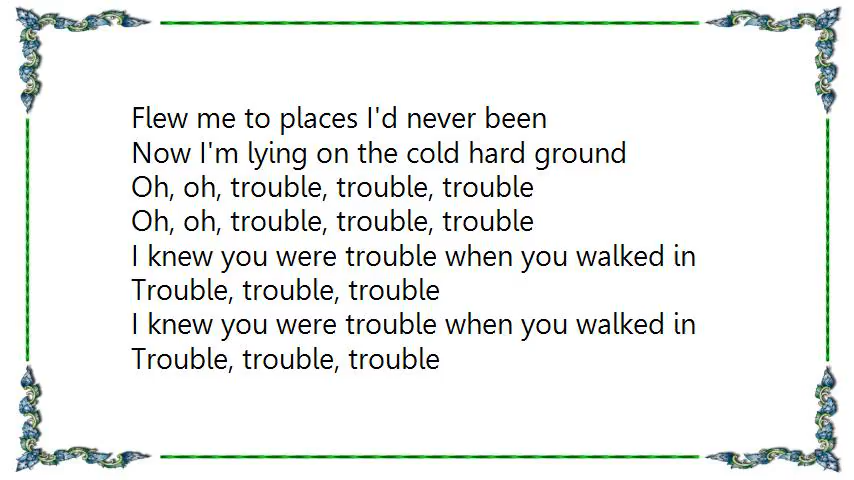 Flew me to places I'd never been
Now I'm lying on the cold hard ground
Oh, oh, trouble, trouble, trouble
Oh, oh, trouble, trouble, trouble
I knew you were trouble when you walked in
Trouble, trouble, trouble
I knew you were trouble when you walked in
Trouble, trouble, trouble